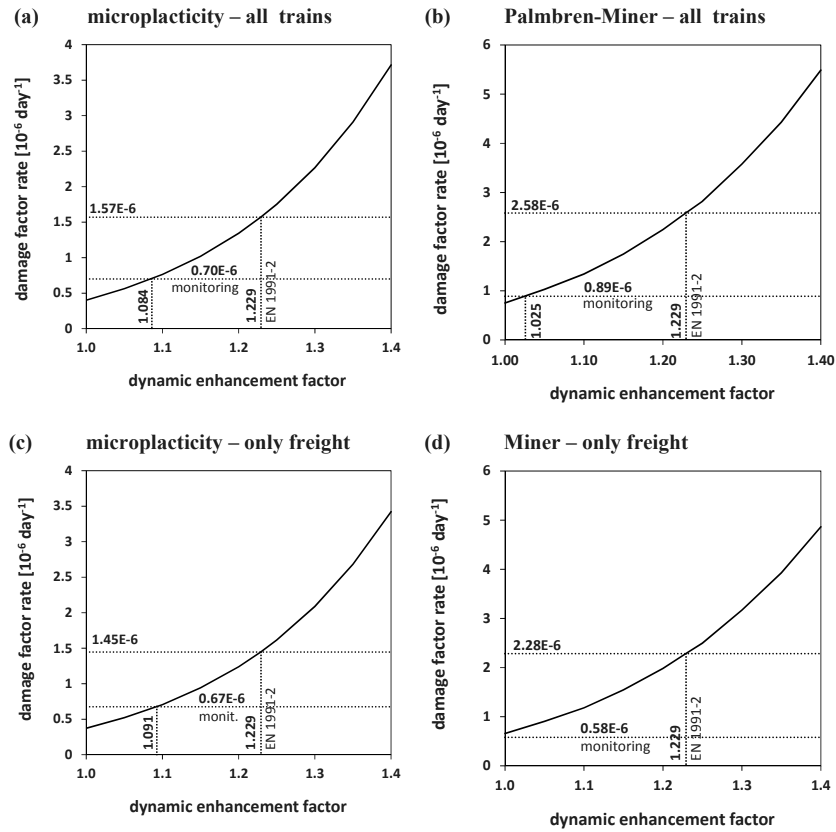 (a) microplacticity – all trains
damage factor rate [10⁻⁶ day⁻¹]
4
3.5
3
2.5
2
1.5
1
0.5
0
1.57E-6
0.70E-6
monitoring
1.084
1.229
EN 1991-2
1.0 1.1 1.2 1.3 1.4
dynamic enhancement factor
(b) Palmbren-Miner – all trains
damage factor rate [10⁻⁶ day⁻¹]
6
5
4
3
2
1
0
2.58E-6
0.89E-6
monitoring
1.025
1.229
EN 1991-2
1.00 1.10 1.20 1.30 1.40
dynamic enhancement factor
(c) microplacticity – only freight
damage factor rate [10⁻⁶ day⁻¹]
4
3.5
3
2.5
2
1.5
1
0.5
0
1.45E-6
0.67E-6
monit.
1.091
1.229
EN 1991-2
1.0 1.1 1.2 1.3 1.4
dynamic enhancement factor
(d) Miner – only freight
damage factor rate [10⁻⁶ day⁻¹]
6
5
4
3
2
1
0
2.28E-6
0.58E-6
monitoring
1.229
EN 1991-2
1.0 1.1 1.2 1.3 1.4
dynamic enhancement factor